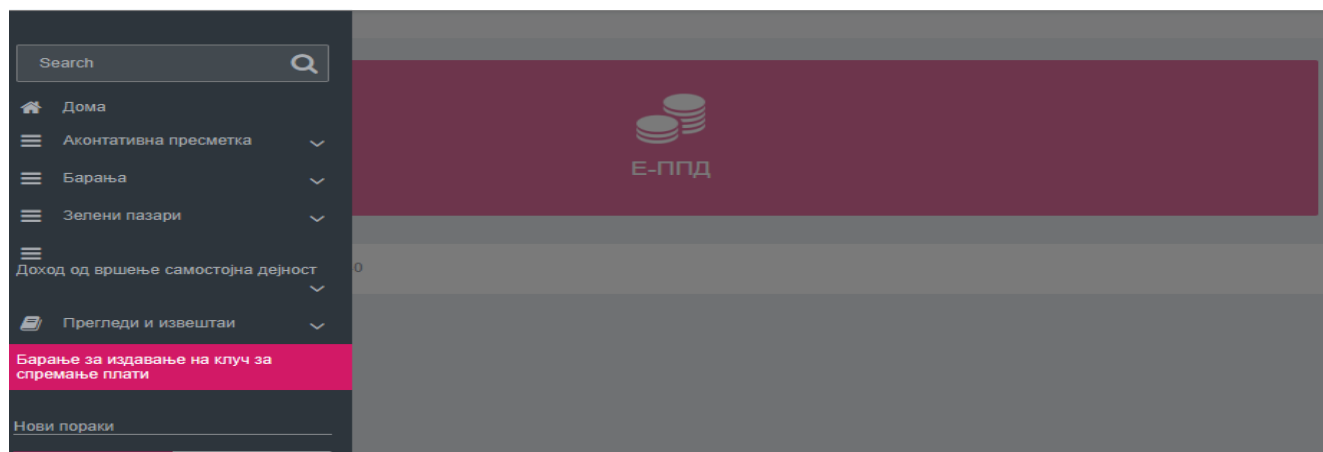 Search
Дома
Аконтативна пресметка
Барања
Зелени пазари
Доход од вршење самостојна дејност
Прегледи и извештаи
Барање за издавање на клуч за
спремање плати
Нови пораки
Е-ППД